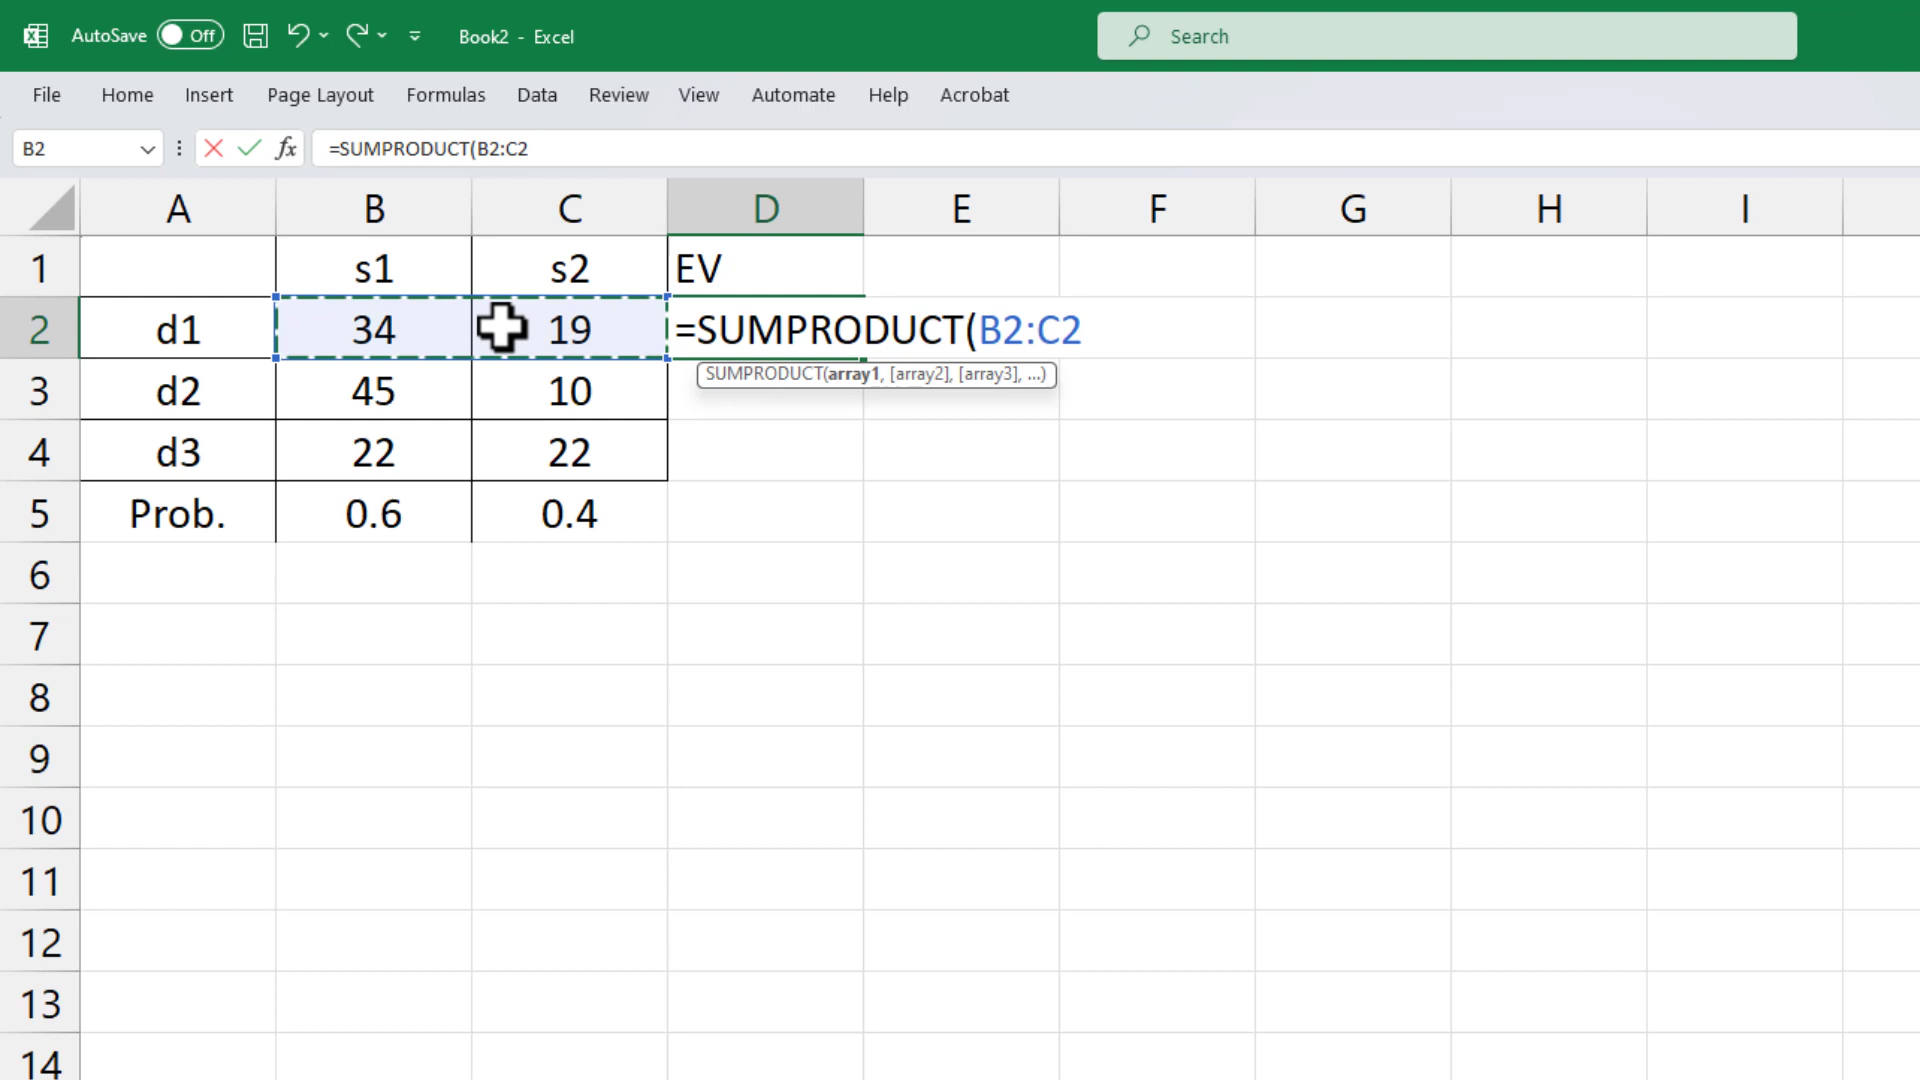 AutoSave Off Book2 - Excel Search
File Home Insert Page Layout Formulas Data Review View Automate Help Acrobat
B2 fx =SUMPRODUCT(B2:C2
A B C D E F G H I
1 s1 s2 EV
2 d1 34 19 =SUMPRODUCT(B2:C2
SUMPRODUCT(array1, [array2], [array3], ...)
3 d2 45 10
4 d3 22 22
5 Prob. 0.6 0.4
6
7
8
9
10
11
12
13
14